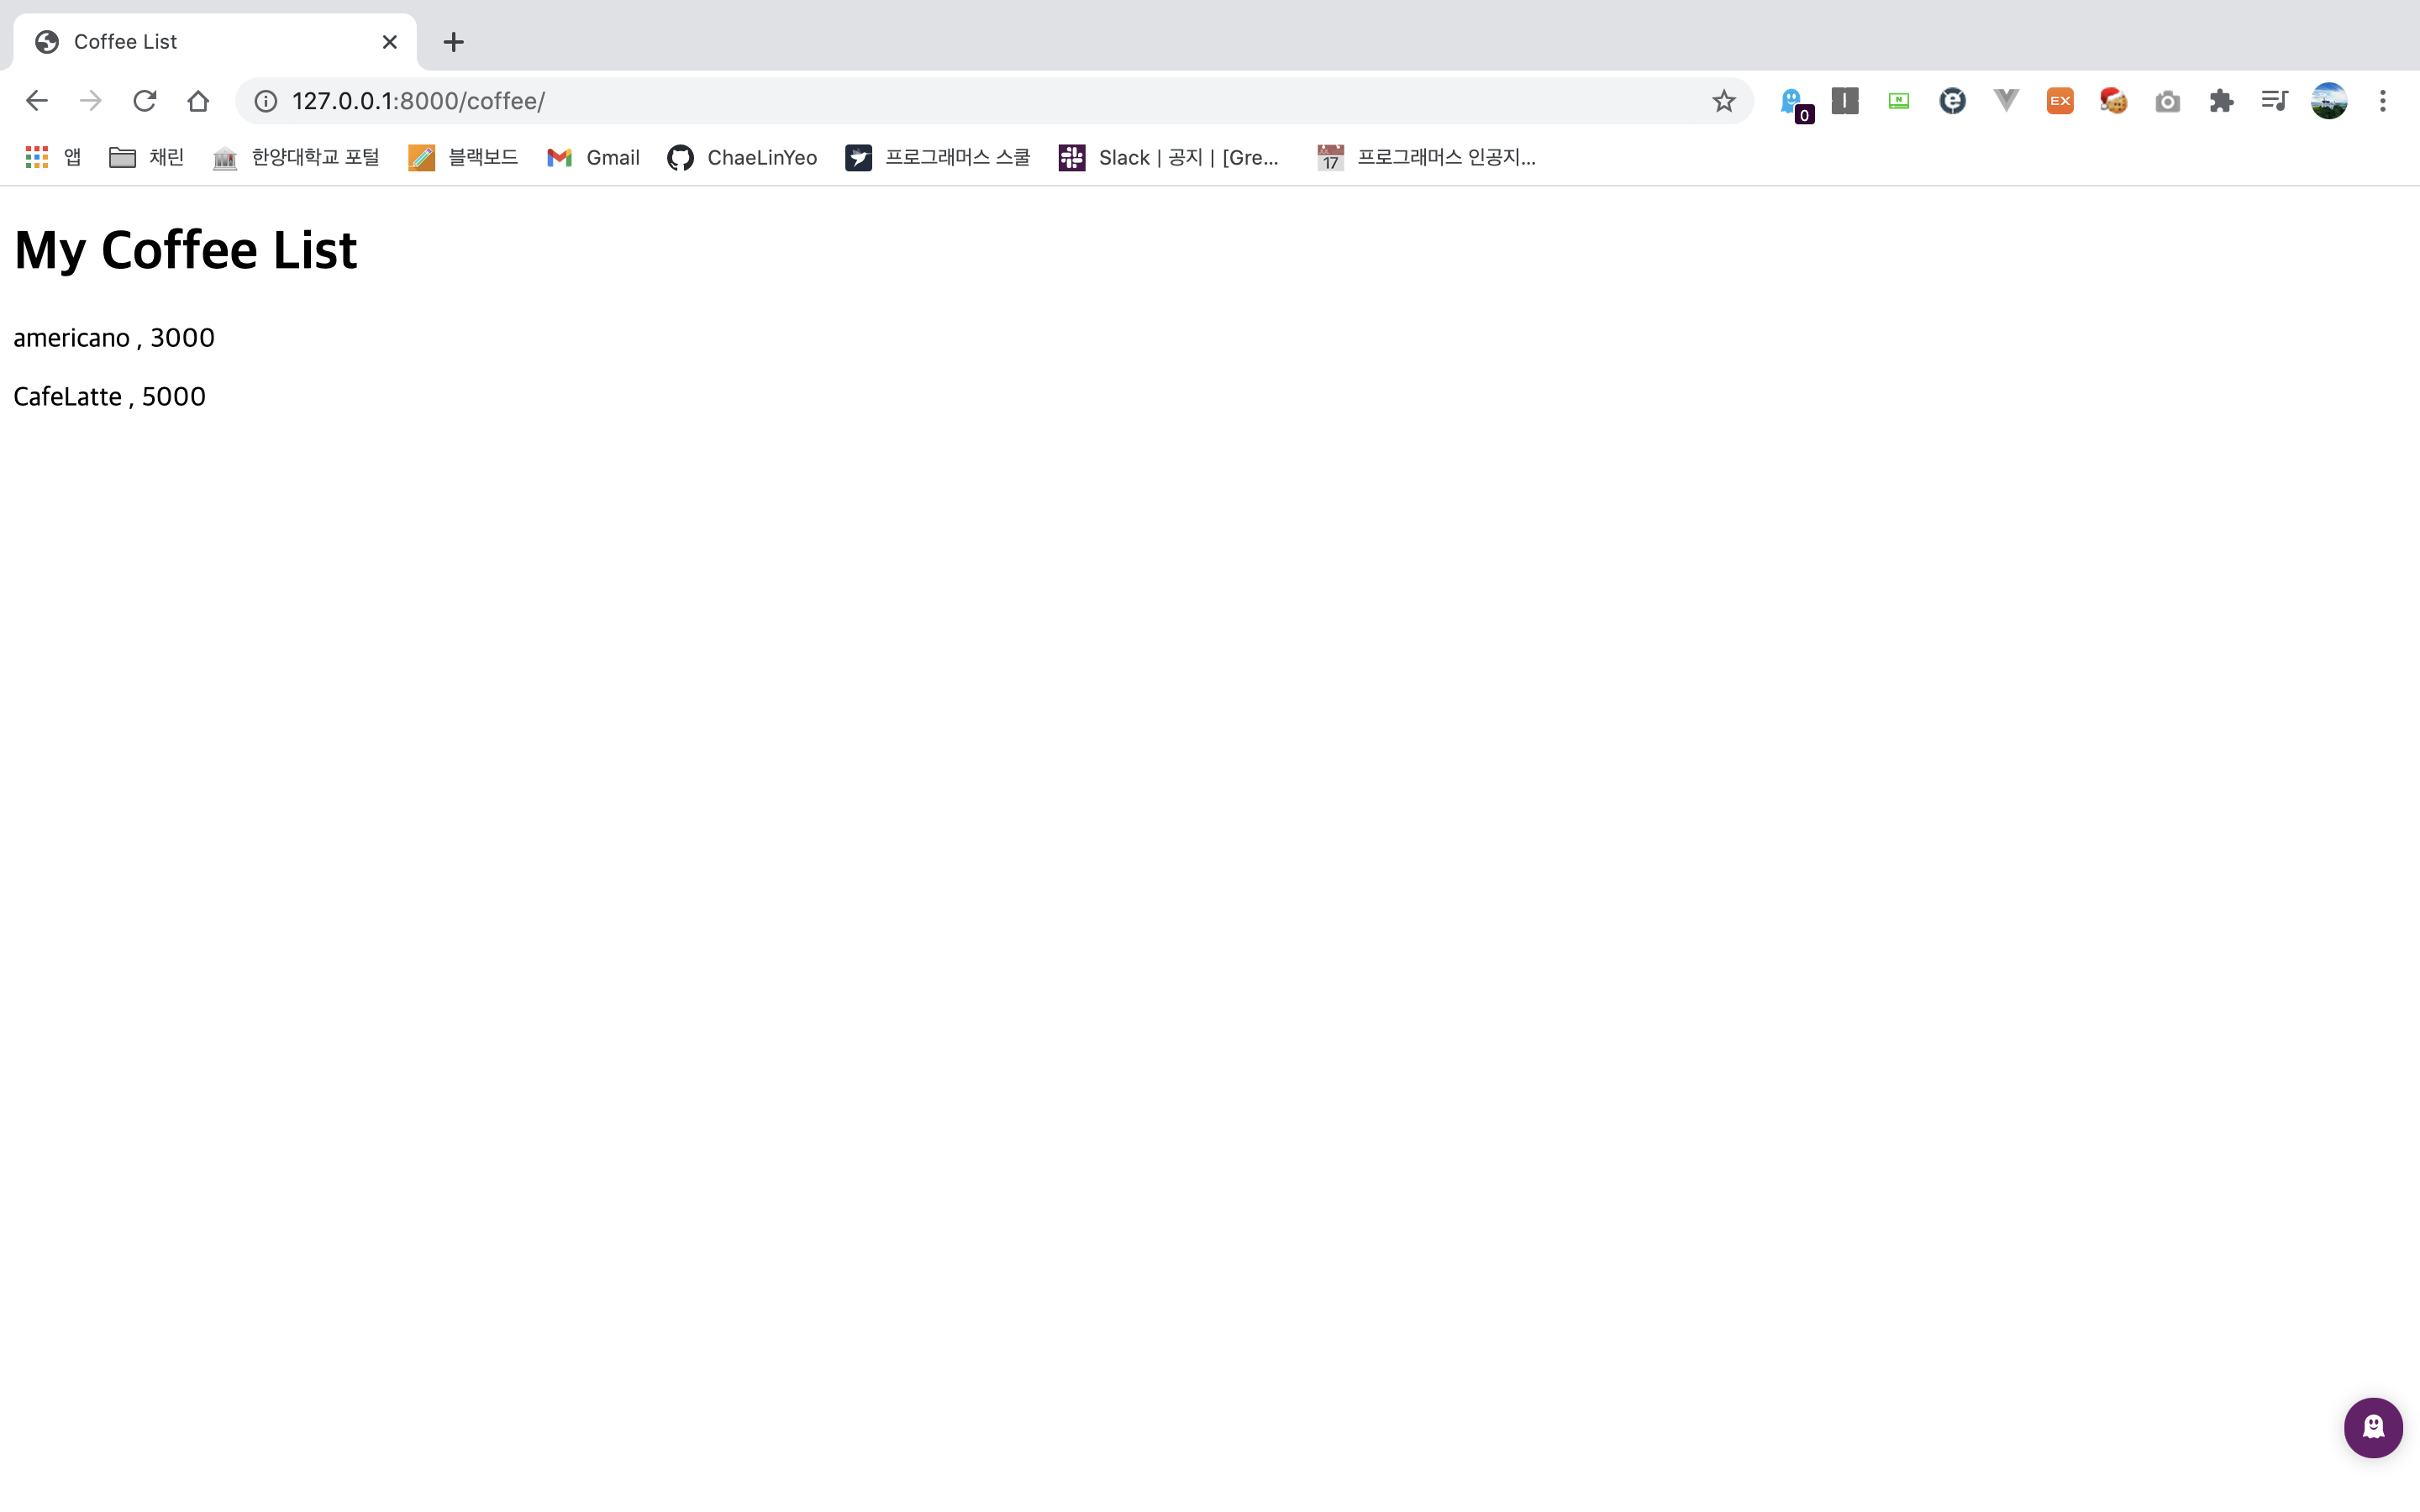 Coffee List
127.0.0.1:8000/coffee/
0
N
e
EX
앱 채린 한양대학교 포털 블랙보드 Gmail ChaeLinYeo 프로그래머스 스쿨 Slack | 공지 | [Gre... 17 프로그래머스 인공지...
My Coffee List
americano , 3000
CafeLatte , 5000